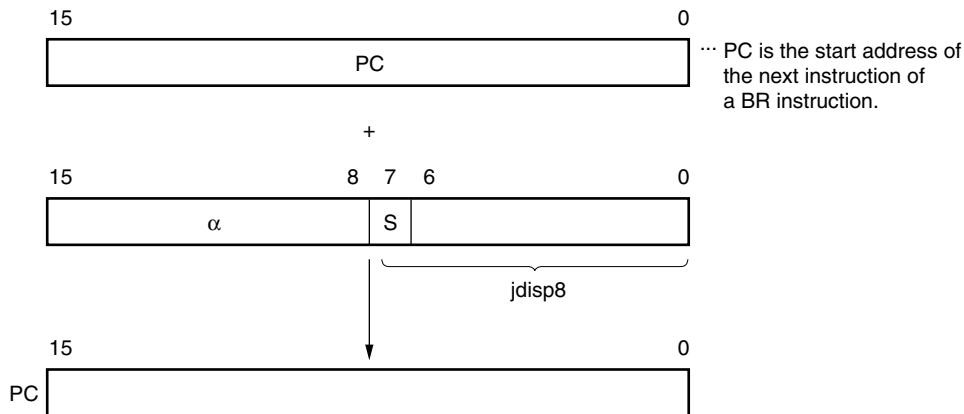 15 0
PC
... PC is the start address of
the next instruction of
a BR instruction.
+
15 8 7 6 0
α S
jdisp8
15 0
PC